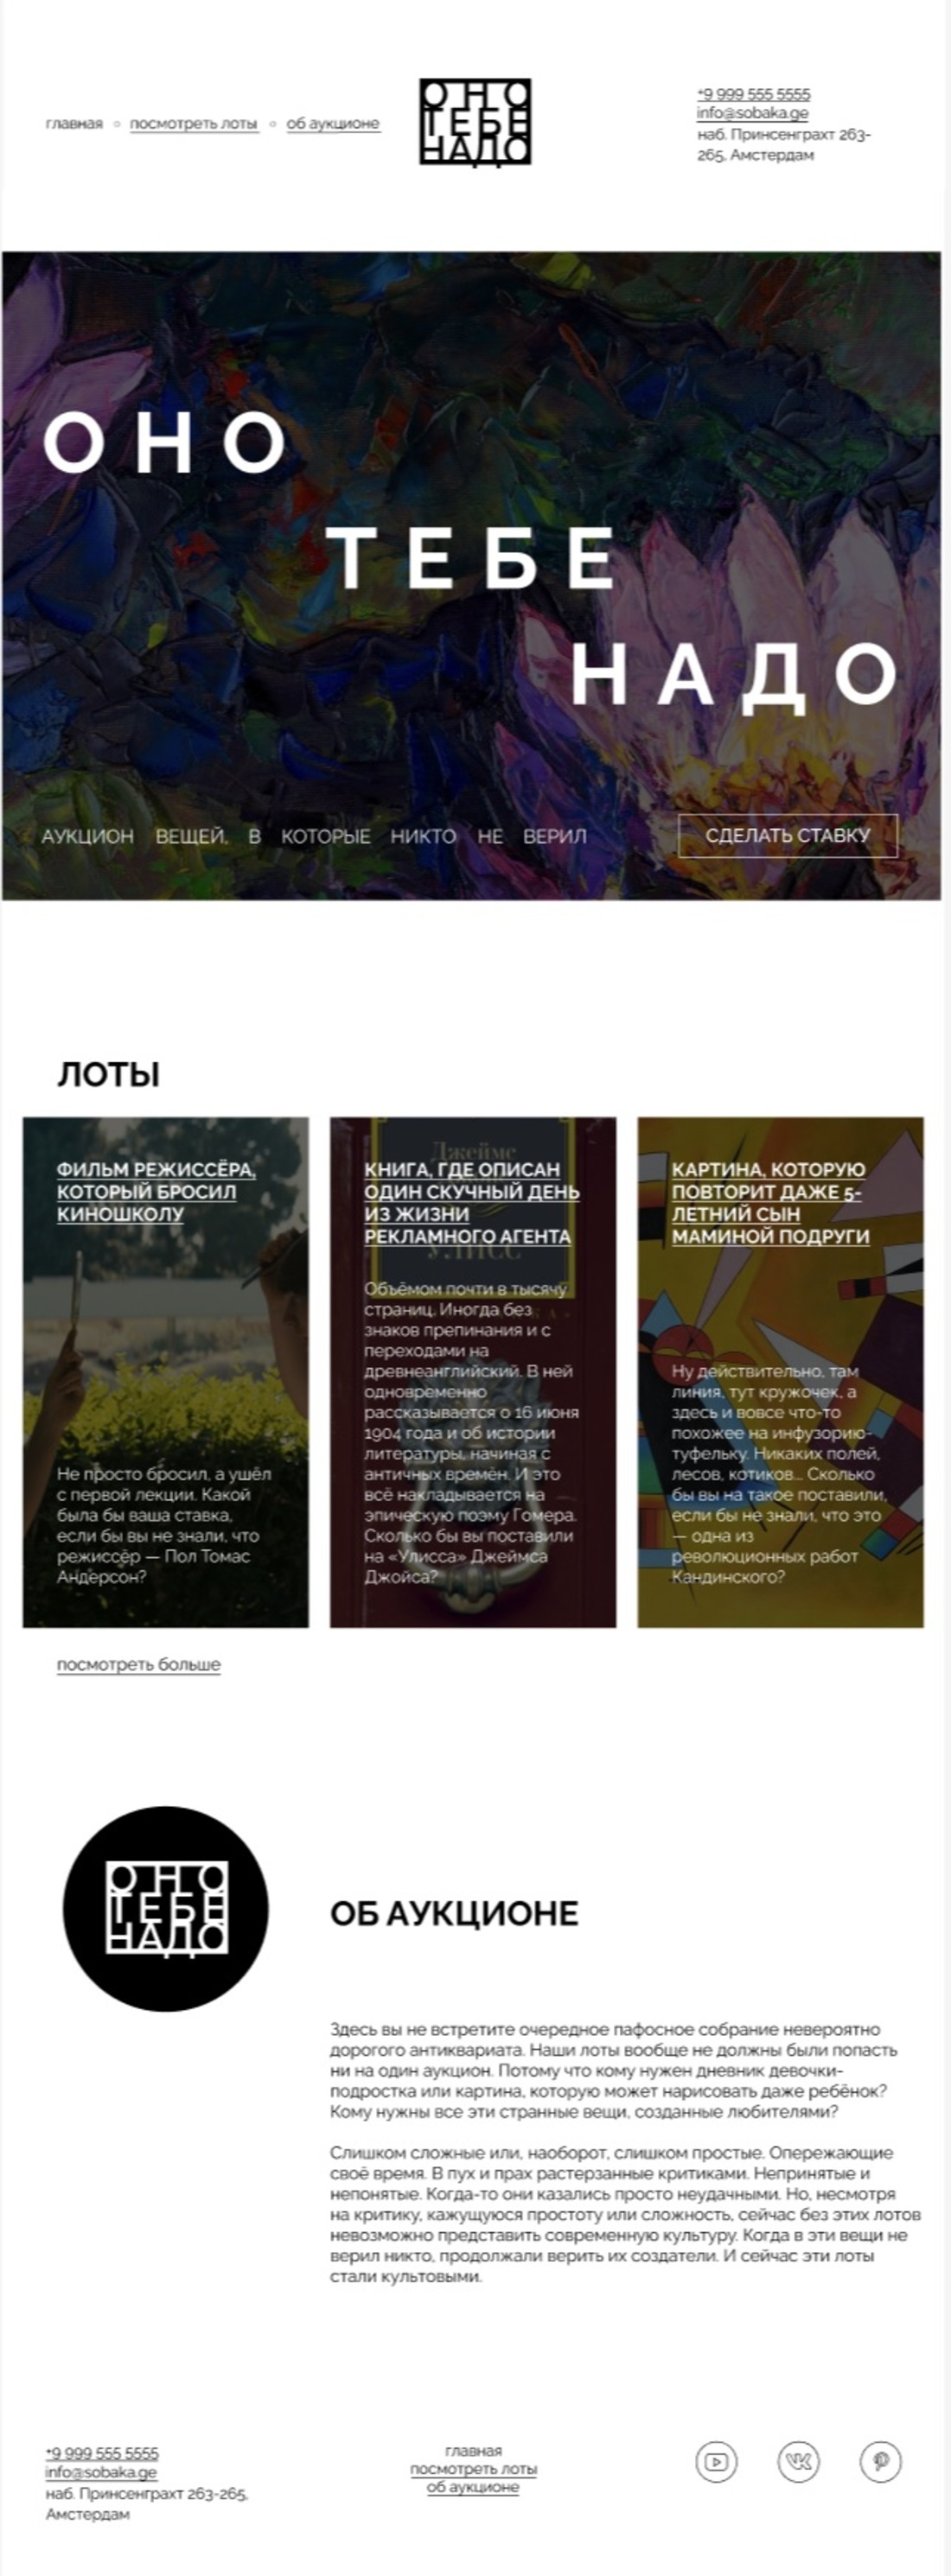 главная ○ посмотреть лоты ○ об аукционе
ОНО
ТЕБЕ
НАДО
+9 999 555 5555
info@sobaka.ge
наб. Принсенграхт 263-
265, Амстердам
ОНО
ТЕБЕ
НАДО
АУКЦИОН ВЕЩЕЙ, В КОТОРЫЕ НИКТО НЕ ВЕРИЛ
СДЕЛАТЬ СТАВКУ
ЛОТЫ
ФИЛЬМ РЕЖИССЁРА,
КОТОРЫЙ БРОСИЛ
КИНОШКОЛУ
Не просто бросил, а ушёл
с первой лекции. Какой
была бы ваша ставка,
если бы вы не знали, что
режиссёр — Пол Томас
Андерсон?
Джеймс
КНИГА, ГДЕ ОПИСАН
ОДИН СКУЧНЫЙ ДЕНЬ
ИЗ ЖИЗНИ
РЕКЛАМНОГО АГЕНТА
УЛИСС
Объёмом почти в тысячу
страниц. Иногда без
знаков препинания и с
переходами на
древнеанглийский. В ней
одновременно
рассказывается о 16 июня
1904 года и об истории
литературы, начиная с
античных времён. И это
всё накладывается на
эпическую поэму Гомера.
Сколько бы вы поставили
на «Улисса» Джеймса
Джойса?
КАРТИНА, КОТОРУЮ
ПОВТОРИТ ДАЖЕ 5-
ЛЕТНИЙ СЫН
МАМИНОЙ ПОДРУГИ
Ну действительно, там
линия, тут кружочек, а
здесь и вовсе что-то
похожее на инфузорию-
туфельку. Никаких полей,
лесов, котиков... Сколько
бы вы на такое поставили,
если бы не знали, что это
— одна из
революционных работ
Кандинского?
посмотреть больше
ОНО
ТЕБЕ
НАДО
ОБ АУКЦИОНЕ
Здесь вы не встретите очередное пафосное собрание невероятно
дорогого антиквариата. Наши лоты вообще не должны были попасть
ни на один аукцион. Потому что кому нужен дневник девочки-
подростка или картина, которую может нарисовать даже ребёнок?
Кому нужны все эти странные вещи, созданные любителями?
Слишком сложные или, наоборот, слишком простые. Опережающие
своё время. В пух и прах растерзанные критиками. Непринятые и
непонятые. Когда-то они казались просто неудачными. Но, несмотря
на критику, кажущуюся простоту или сложность, сейчас без этих лотов
невозможно представить современную культуру. Когда в эти вещи не
верил никто, продолжали верить их создатели. И сейчас эти лоты
стали культовыми.
+9 999 555 5555
info@sobaka.ge
наб. Принсенграхт 263-265,
Амстердам
главная
посмотреть лоты
об аукционе